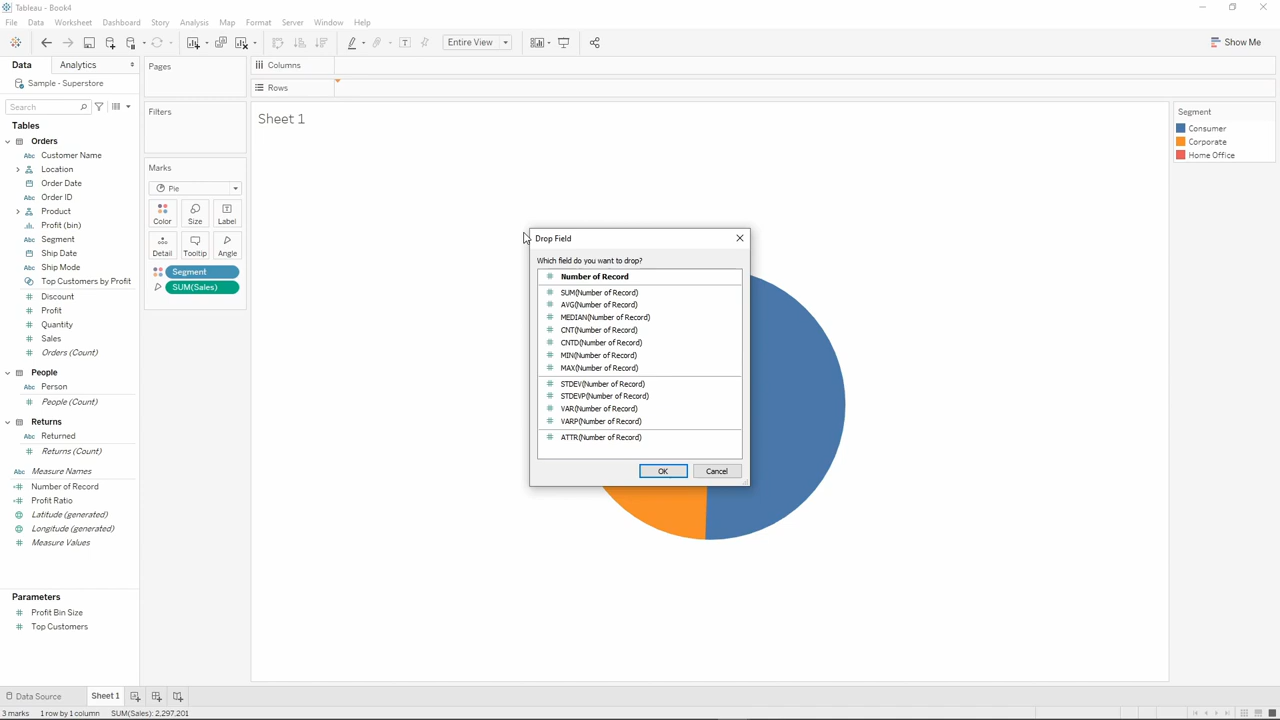 Tableau - Book4
File Data Worksheet Dashboard Story Analysis Map Format Server Window Help
Entire View
Show Me
Data Analytics
Sample - Superstore
Search
Tables
Orders
Abc Customer Name
Location
Order Date
Abc Order ID
Product
Profit (bin)
Abc Segment
Ship Date
Abc Ship Mode
Top Customers by Profit
# Discount
# Profit
# Quantity
# Sales
# Orders (Count)
People
Abc Person
# People (Count)
Returns
Abc Returned
# Returns (Count)
Abc Measure Names
=# Number of Record
=# Profit Ratio
Latitude (generated)
Longitude (generated)
# Measure Values
Parameters
# Profit Bin Size
# Top Customers
Pages
Filters
Marks
Pie
Color Size Label
Detail Tooltip Angle
Segment
SUM(Sales)
Columns
Rows
Sheet 1
Drop Field
Which field do you want to drop?
# Number of Record
# SUM(Number of Record)
# AVG(Number of Record)
# MEDIAN(Number of Record)
# CNT(Number of Record)
# CNTD(Number of Record)
# MIN(Number of Record)
# MAX(Number of Record)
# STDEV(Number of Record)
# STDEVP(Number of Record)
# VAR(Number of Record)
# VARP(Number of Record)
# ATTR(Number of Record)
OK Cancel
Segment
Consumer
Corporate
Home Office
Data Source Sheet 1
3 marks 1 row by 1 column SUM(Sales): 2,297,201